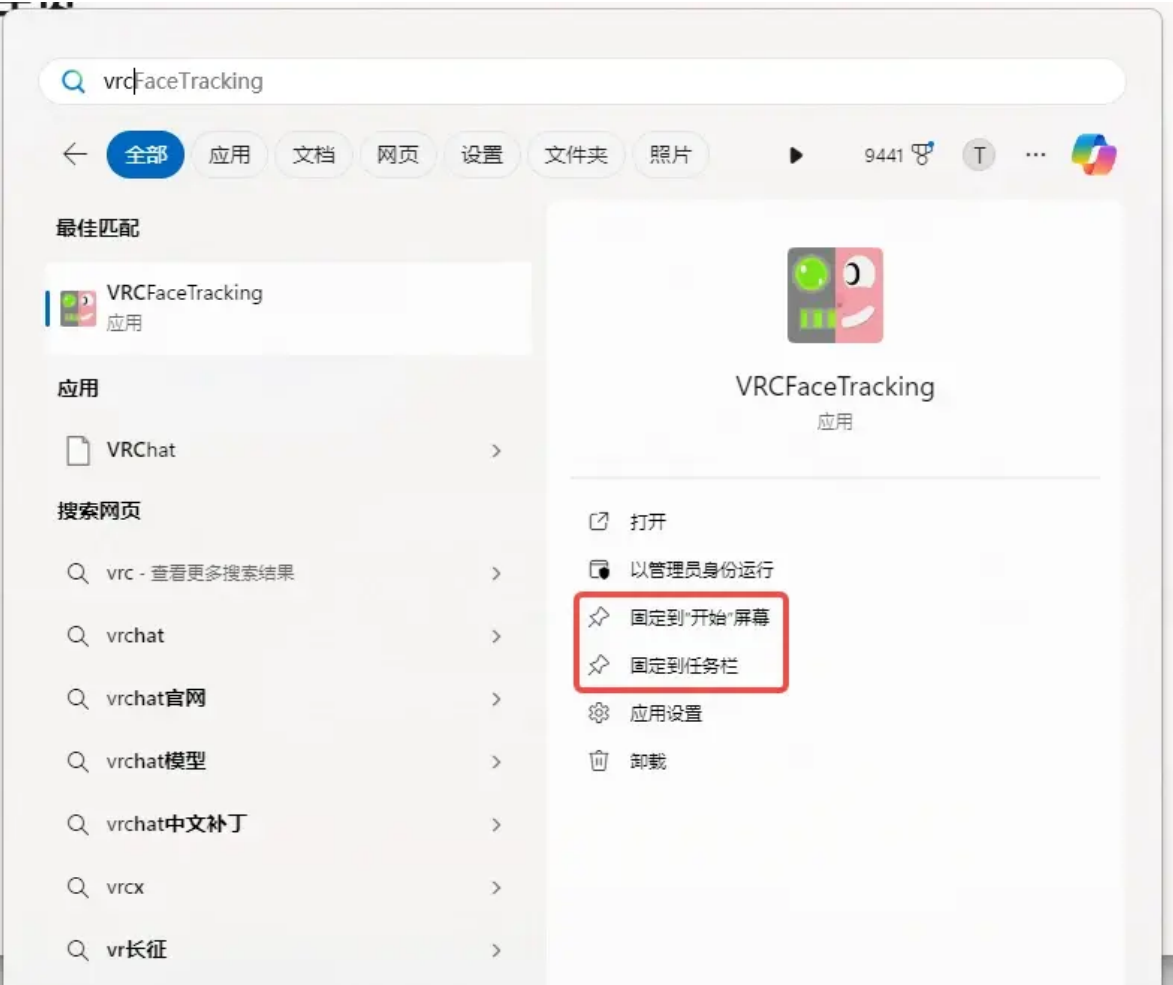 vrcFaceTracking
全部 应用 文档 网页 设置 文件夹 照片 9441 T ...
最佳匹配
VRCFaceTracking
应用
应用
VRChat
搜索网页
vrc - 查看更多搜索结果
vrchat
vrchat官网
vrchat模型
vrchat中文补丁
vrcx
vr长征
VRCFaceTracking
应用
打开
以管理员身份运行
固定到"开始"屏幕
固定到任务栏
应用设置
卸载